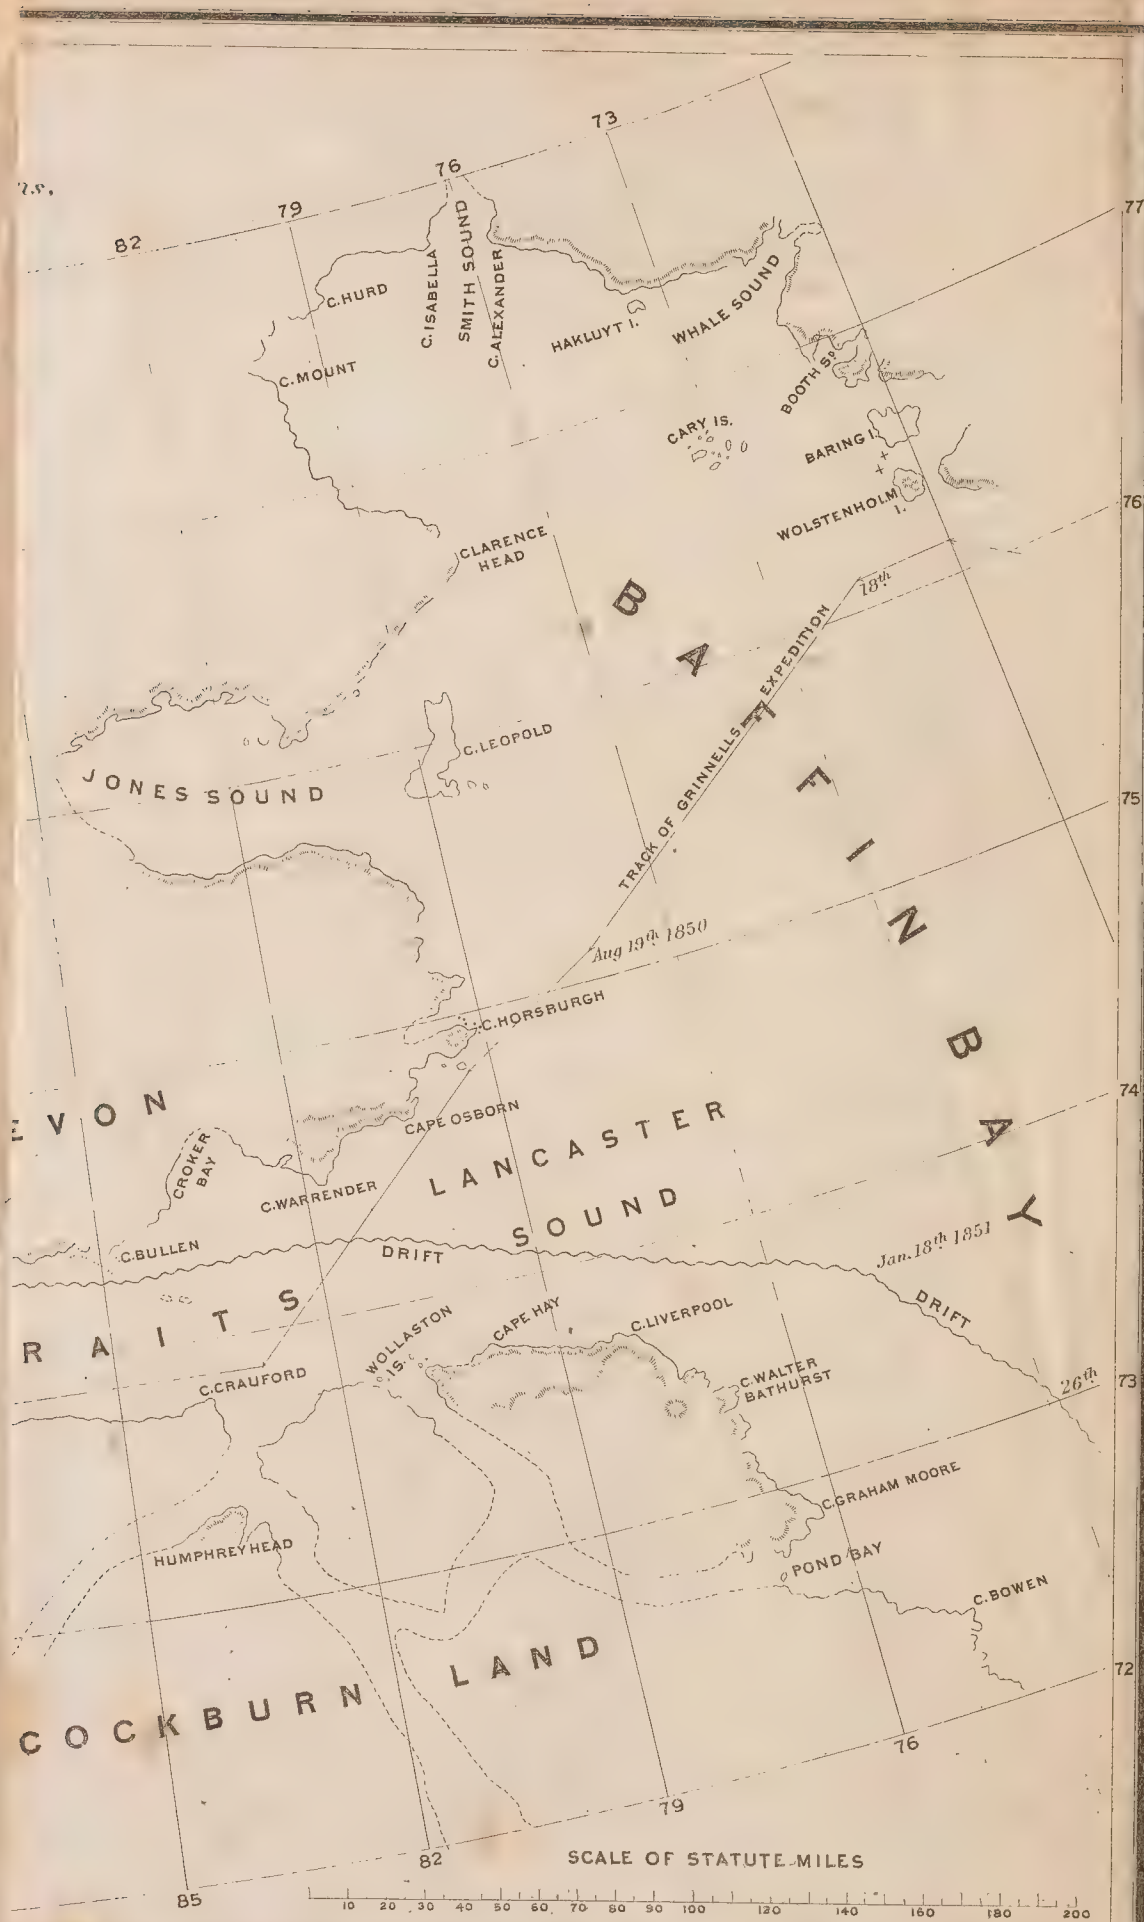 73
76
79
82
77
C. HURD
C. ISABELLA
SMITH SOUND
C. ALEXANDER
HAKLUYT I.
WHALE SOUND
C. MOUNT
BOOTH Sd.
CARY IS.
BARING I.
WOLSTENHOLM
I.
76
CLARENCE
HEAD
18th
BAFFIN BAY
TRACK OF GRINNELLS EXPEDITION
C. LEOPOLD
JONES SOUND
75
Aug 19th 1850
C. HORSBURGH
EVON
74
CAPE OSBORN
LANCASTER
SOUND
CROKER
BAY
C. WARRENDER
C. BULLEN
DRIFT
Jan. 18th 1851
DRIFT
RAITS
WOLLASTON
IS.
CAPE HAY
C. LIVERPOOL
C. CRAUFORD
C. WALTER
BATHURST
26th
73
C. GRAHAM MOORE
HUMPHREY HEAD
POND BAY
C. BOWEN
COCKBURN LAND
72
76
79
82
85
SCALE OF STATUTE MILES
10 20 30 40 50 60 70 80 90 100 120 140 160 180 200